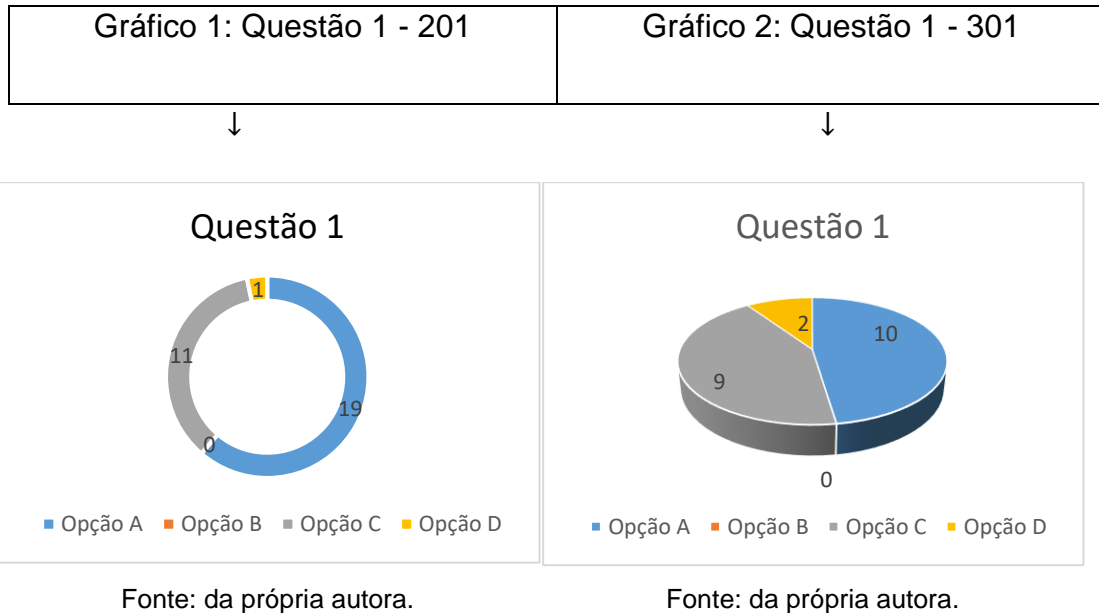 Gráfico 1: Questão 1 - 201
Gráfico 2: Questão 1 - 301
↓
↓
Questão 1
1
11
19
0
Opção A Opção B Opção C Opção D
Fonte: da própria autora.
Questão 1
2
10
9
0
Opção A Opção B Opção C Opção D
Fonte: da própria autora.